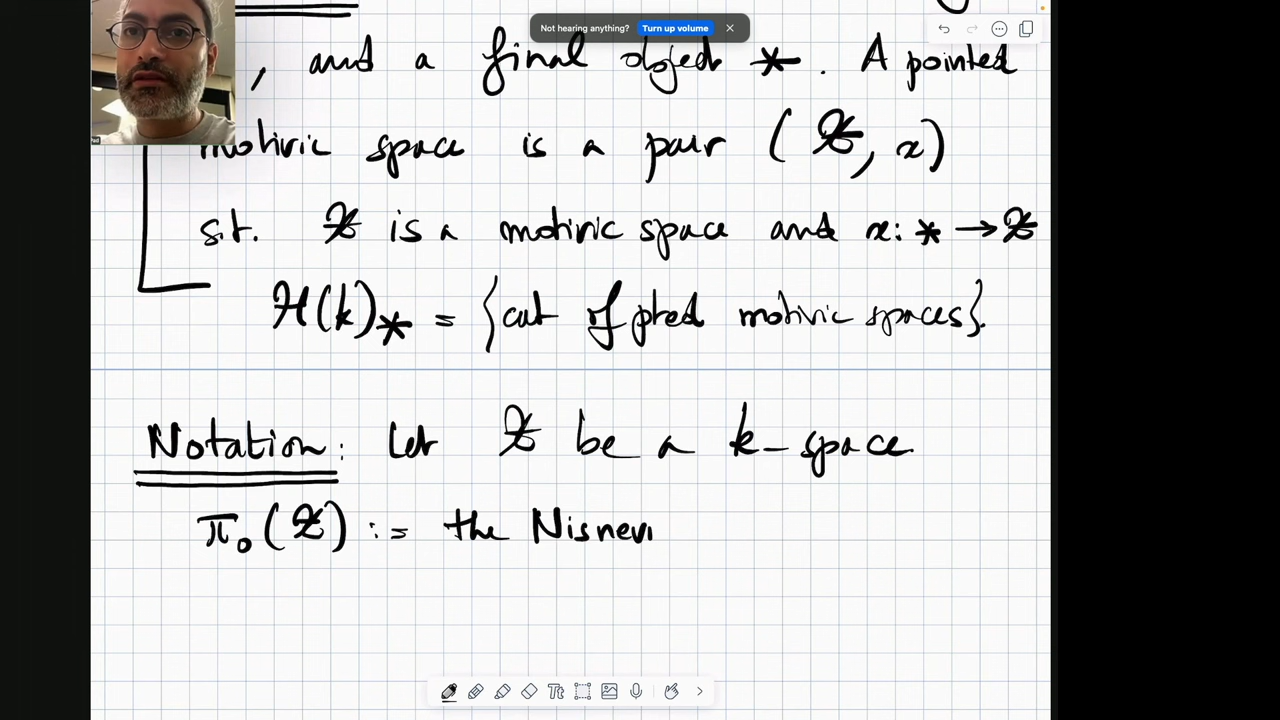 Not hearing anything? Turn up volume
, and a final object *. A pointed
motivic space is a pair (𝒳, x)
s.t. 𝒳 is a motivic space and x: * → 𝒳
H(k)* = {cat of pted motivic spaces}.
Notation: Let 𝒳 be a k-space.
π₀(𝒳) := the Nisnevi
Tt